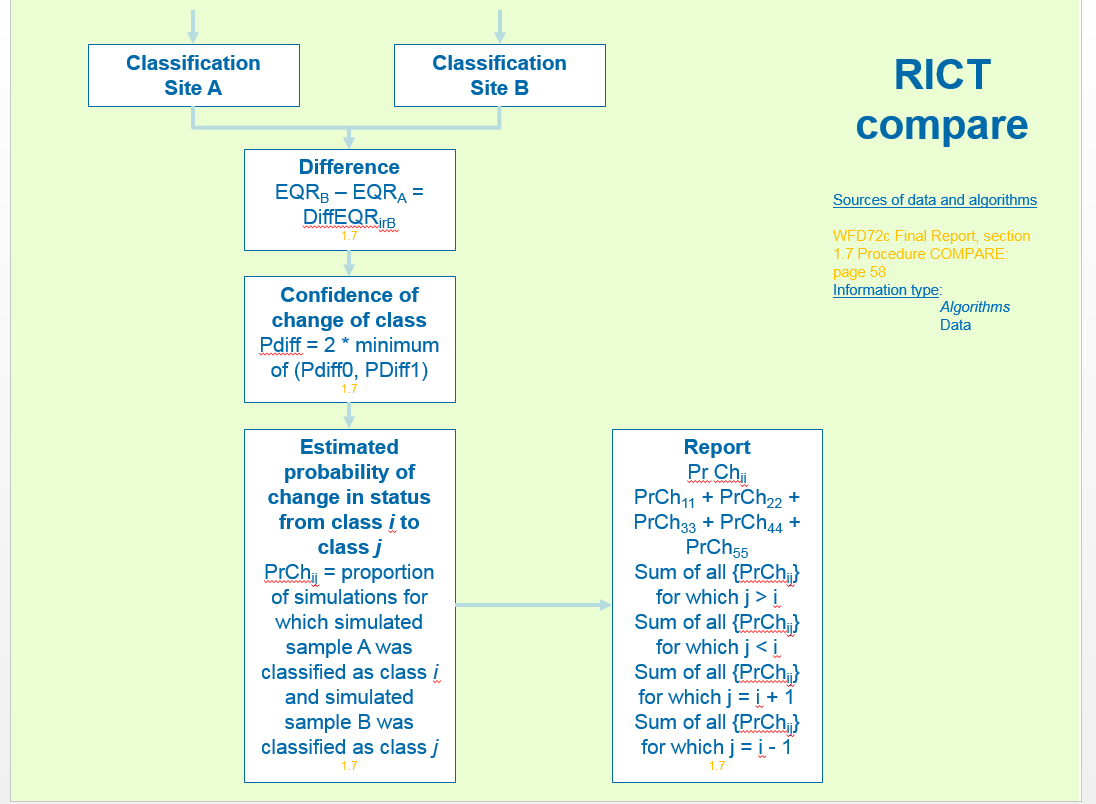 Classification
Site A
Classification
Site B
RICT
compare
Difference
EQRB – EQRA =
DiffEQRirB
1.7
Sources of data and algorithms
WFD72c Final Report, section
1.7 Procedure COMPARE:
page 58
Information type:
Algorithms
Data
Confidence of
change of class
Pdiff = 2 * minimum
of (Pdiff0, PDiff1)
1.7
Estimated
probability of
change in status
from class i to
class j
PrChij = proportion
of simulations for
which simulated
sample A was
classified as class i
and simulated
sample B was
classified as class j
1.7
Report
Pr Chij
PrCh11 + PrCh22 +
PrCh33 + PrCh44 +
PrCh55
Sum of all {PrChij}
for which j > i
Sum of all {PrChij}
for which j < i
Sum of all {PrChij}
for which j = i + 1
Sum of all {PrChij}
for which j = i - 1
1.7